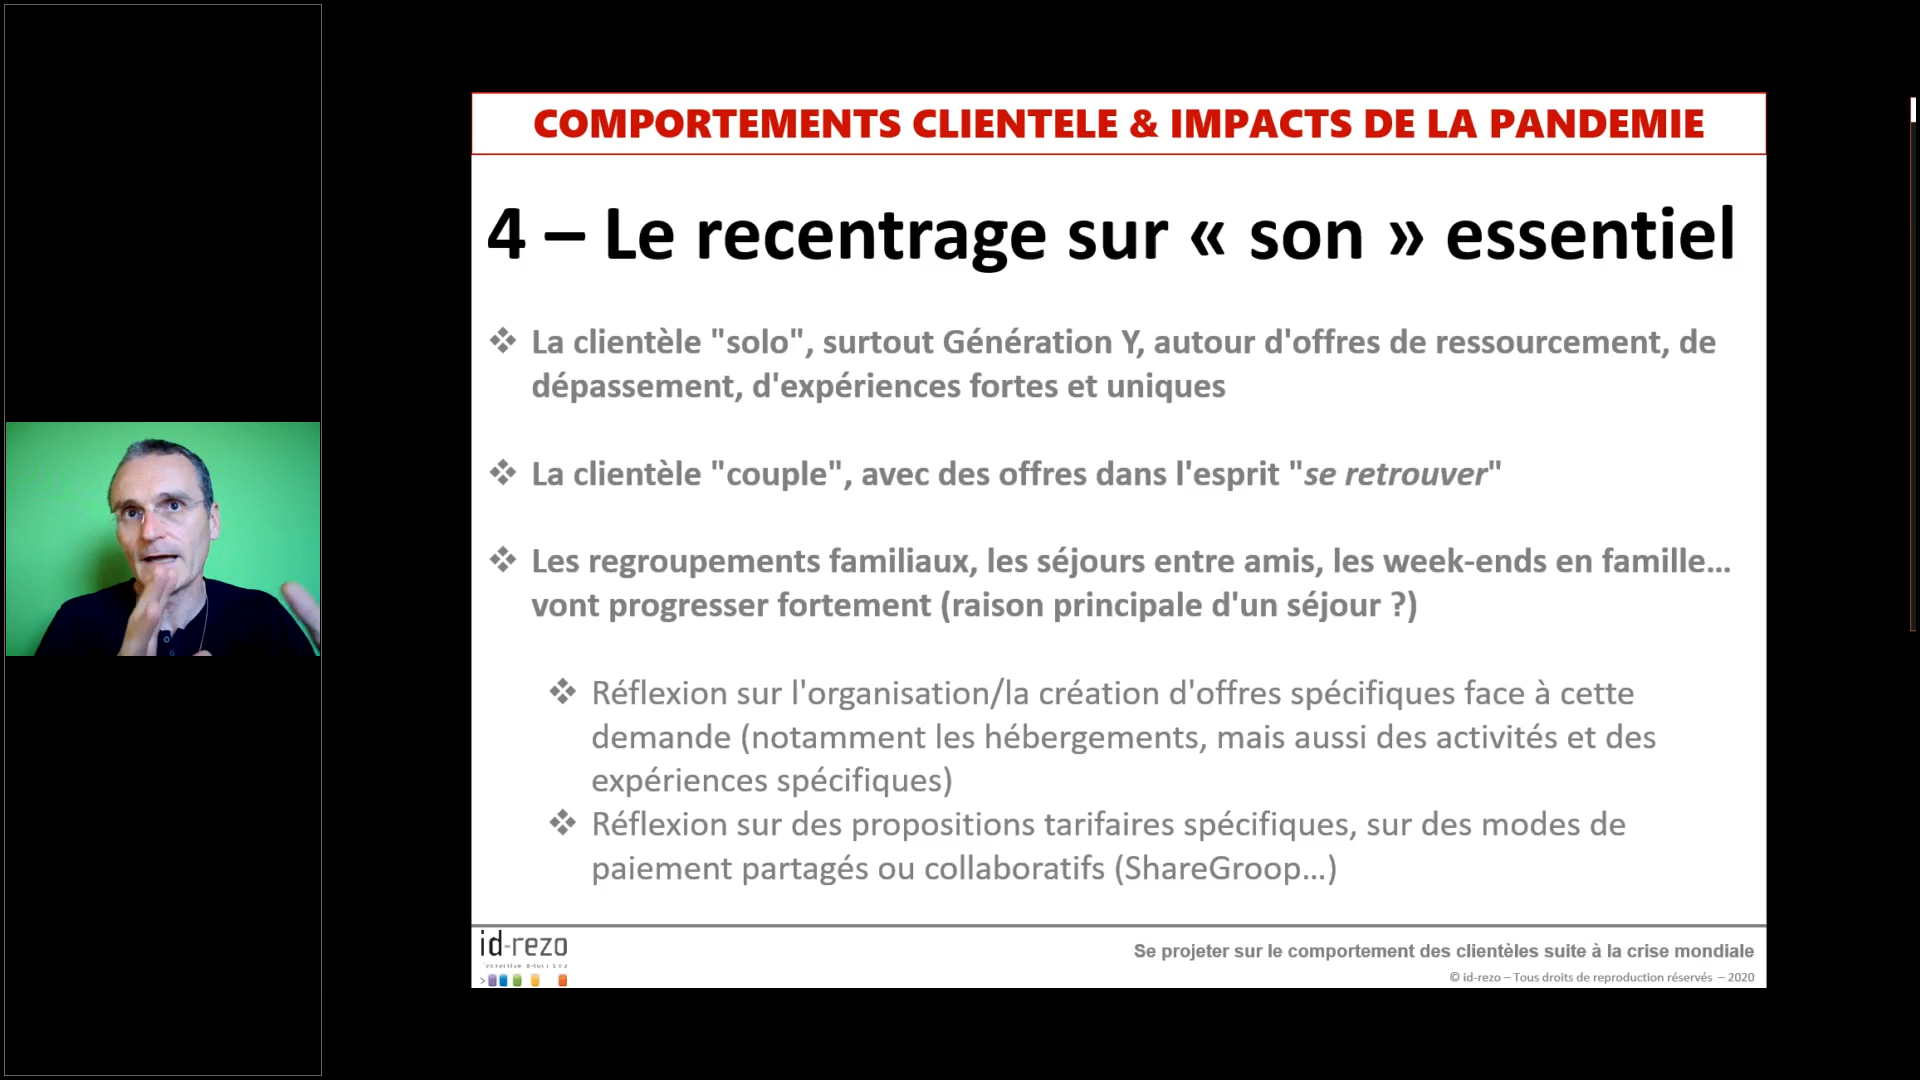 COMPORTEMENTS CLIENTELE & IMPACTS DE LA PANDEMIE
4 – Le recentrage sur « son » essentiel
❖ La clientèle "solo", surtout Génération Y, autour d'offres de ressourcement, de
dépassement, d'expériences fortes et uniques
❖ La clientèle "couple", avec des offres dans l'esprit "se retrouver"
❖ Les regroupements familiaux, les séjours entre amis, les week-ends en famille...
vont progresser fortement (raison principale d'un séjour ?)
❖ Réflexion sur l'organisation/la création d'offres spécifiques face à cette
demande (notamment les hébergements, mais aussi des activités et des
expériences spécifiques)
❖ Réflexion sur des propositions tarifaires spécifiques, sur des modes de
paiement partagés ou collaboratifs (ShareGroop...)
id-rezo
Se projeter sur le comportement des clientèles suite à la crise mondiale
© id-rezo – Tous droits de reproduction réservés – 2020